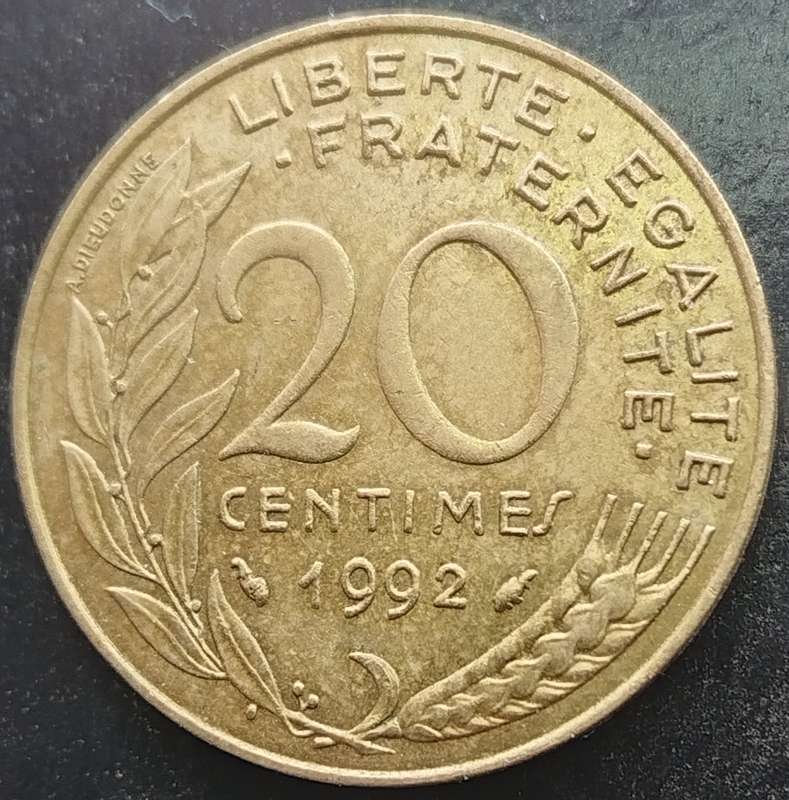 LIBERTE · EGALITE
· FRATERNITE ·
A.DIEUDONNE
20
CENTIMES
1992